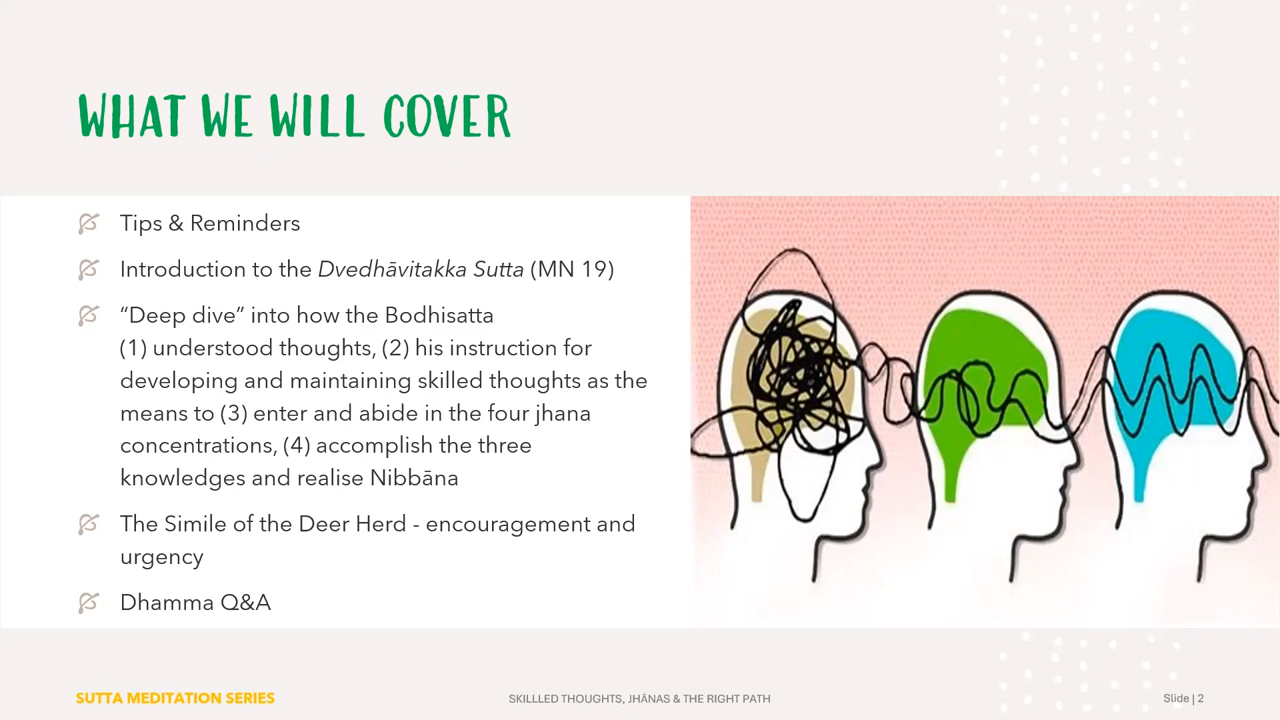 WHAT WE WILL COVER
Tips & Reminders
Introduction to the Dvedhāvitakka Sutta (MN 19)
“Deep dive” into how the Bodhisatta
(1) understood thoughts, (2) his instruction for
developing and maintaining skilled thoughts as the
means to (3) enter and abide in the four jhana
concentrations, (4) accomplish the three
knowledges and realise Nibbāna
The Simile of the Deer Herd - encouragement and
urgency
Dhamma Q&A
SUTTA MEDITATION SERIES
SKILLLED THOUGHTS, JHĀNAS & THE RIGHT PATH
Slide | 2